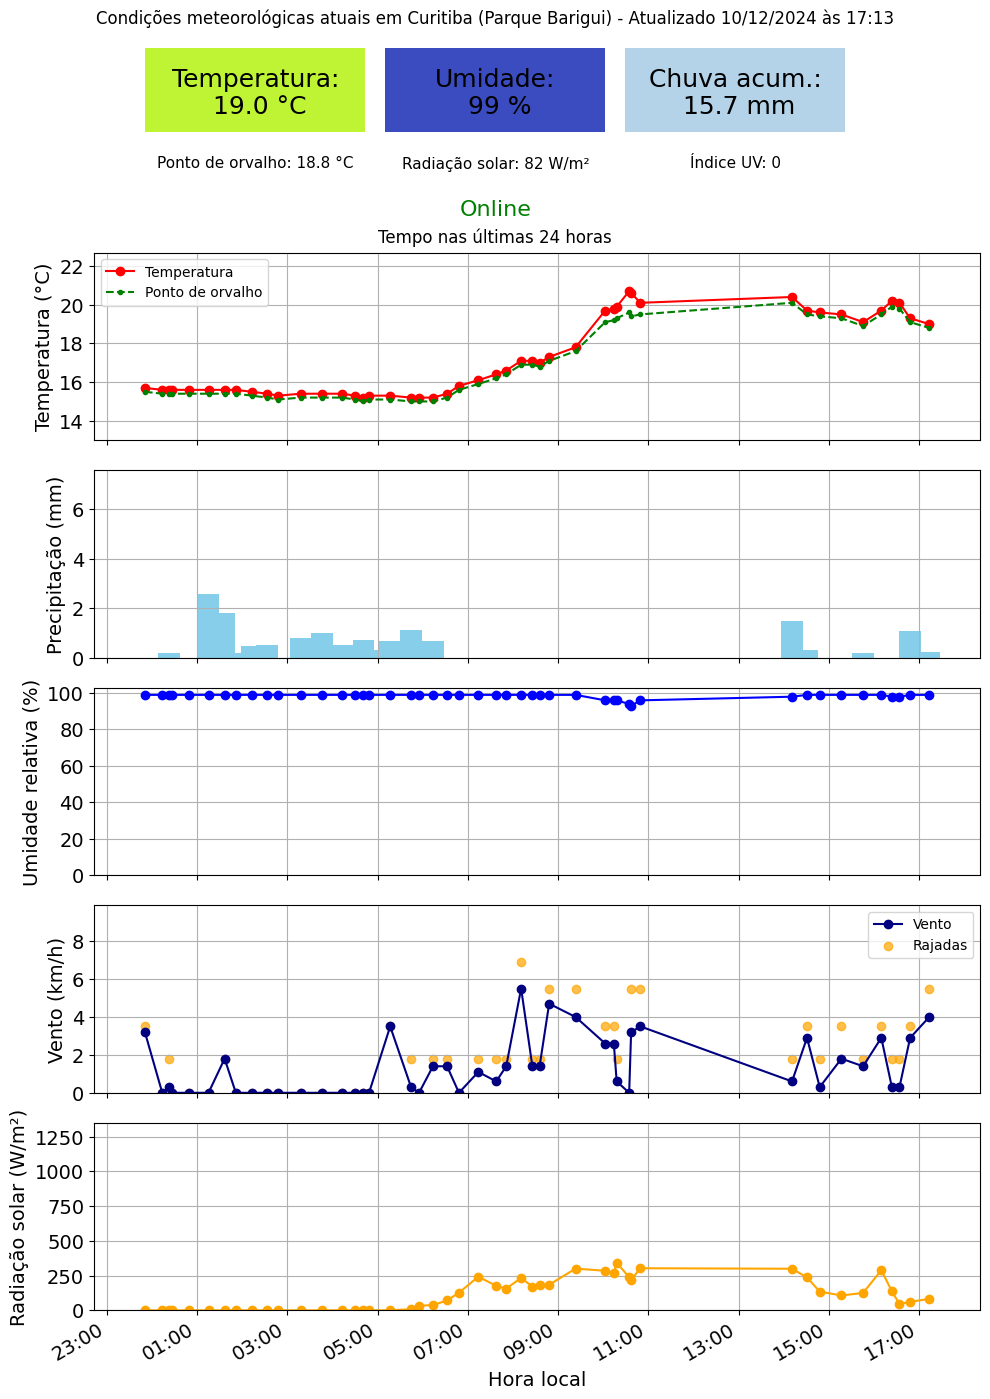 Condições meteorológicas atuais em Curitiba (Parque Barigui) - Atualizado 10/12/2024 às 17:13
Temperatura:
19.0 °C
Umidade:
99 %
Chuva acum.:
15.7 mm
Ponto de orvalho: 18.8 °C
Radiação solar: 82 W/m²
Índice UV: 0
Online
Tempo nas últimas 24 horas
Temperatura (°C)
22
20
18
16
14
Temperatura
Ponto de orvalho
Precipitação (mm)
6
4
2
0
Umidade relativa (%)
100
80
60
40
20
0
Vento (km/h)
8
6
4
2
0
Vento
Rajadas
Radiação solar (W/m²)
1250
1000
750
500
250
0
23:00
01:00
03:00
05:00
07:00
09:00
11:00
13:00
15:00
17:00
Hora local